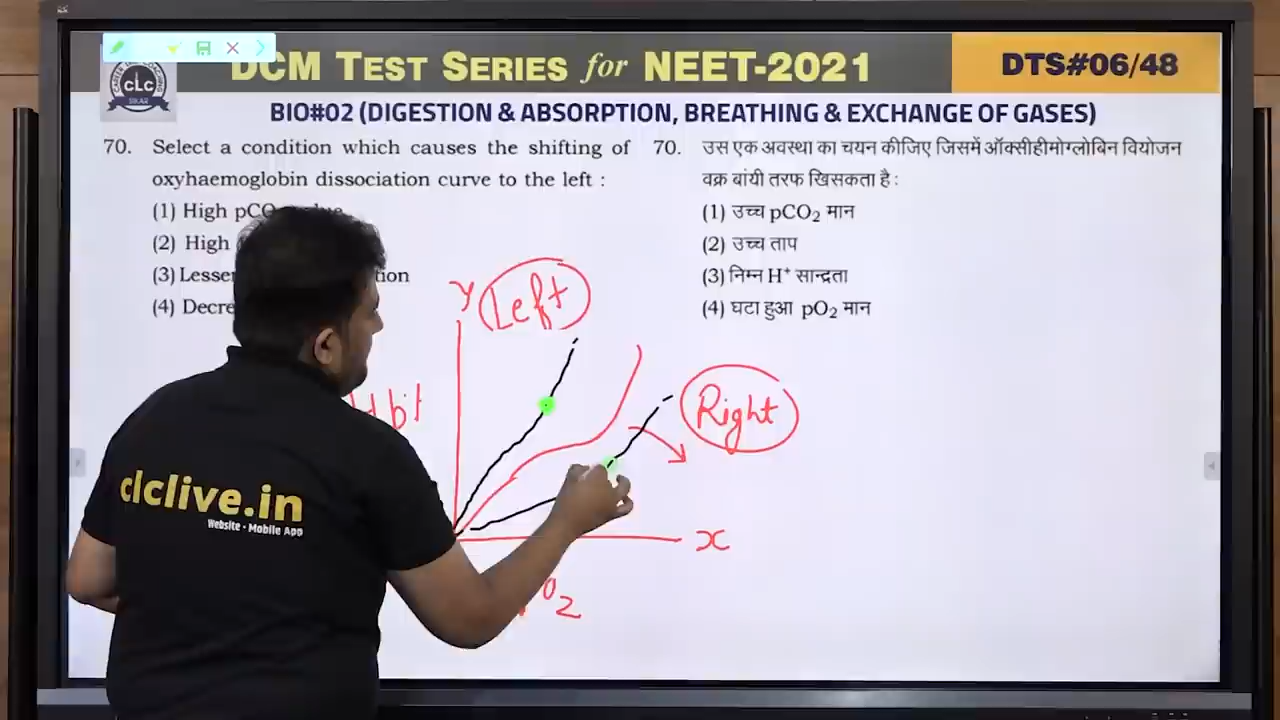 DCM TEST SERIES for NEET-2021
DTS#06/48
CLC
SIKAR
BIO#02 (DIGESTION & ABSORPTION, BREATHING & EXCHANGE OF GASES)
70. Select a condition which causes the shifting of
oxyhaemoglobin dissociation curve to the left :
(1) High pCO
(2) High
(3) Lesser
(4) Decre
70. उस एक अवस्था का चयन कीजिए जिसमें ऑक्सीहीमोग्लोबिन वियोजन
वक्र बांयी तरफ खिसकता है :
(1) उच्च pCO₂ मान
(2) उच्च ताप
(3) निम्न H⁺ सान्द्रता
(4) घटा हुआ pO₂ मान
y
Left
Right
x
O₂
clclive.in
Website • Mobile App